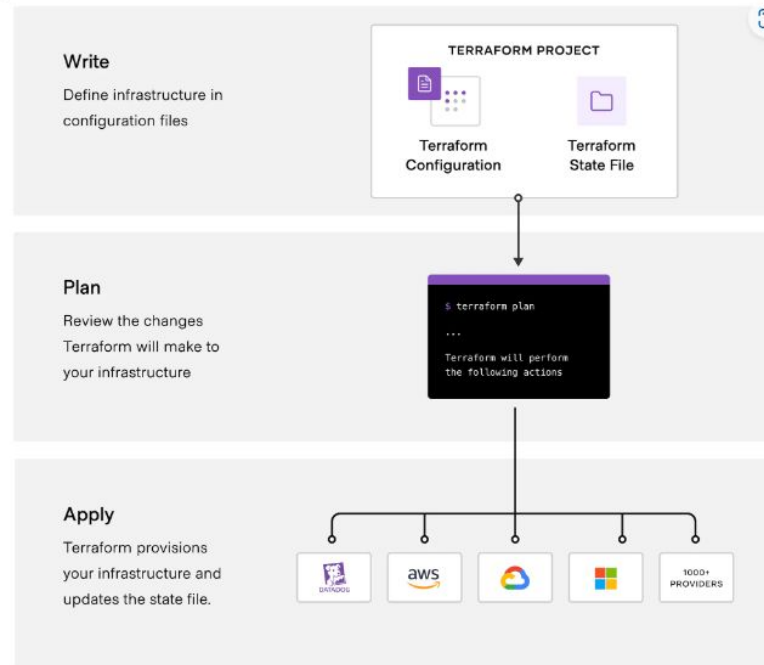 Write
Define infrastructure in
configuration files
TERRAFORM PROJECT
Terraform
Configuration
Terraform
State File
Plan
Review the changes
Terraform will make to
your infrastructure
$ terraform plan
...
Terraform will perform
the following actions
Apply
Terraform provisions
your infrastructure and
updates the state file.
DATADOG
aws
1000+
PROVIDERS